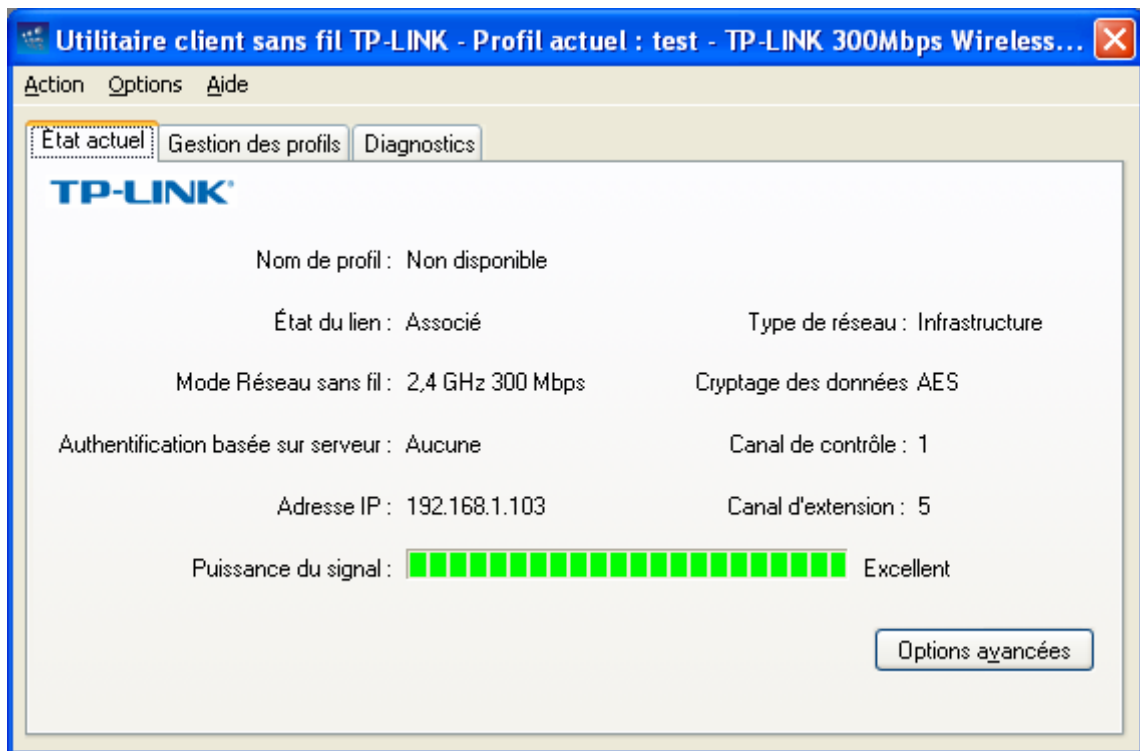 Utilitaire client sans fil TP-LINK - Profil actuel : test - TP-LINK 300Mbps Wireless...
Action Options Aide
État actuel Gestion des profils Diagnostics
TP-LINK®
Nom de profil : Non disponible
État du lien : Associé Type de réseau : Infrastructure
Mode Réseau sans fil : 2,4 GHz 300 Mbps Cryptage des données AES
Authentification basée sur serveur : Aucune Canal de contrôle : 1
Adresse IP : 192.168.1.103 Canal d'extension : 5
Puissance du signal : Excellent
Options avancées